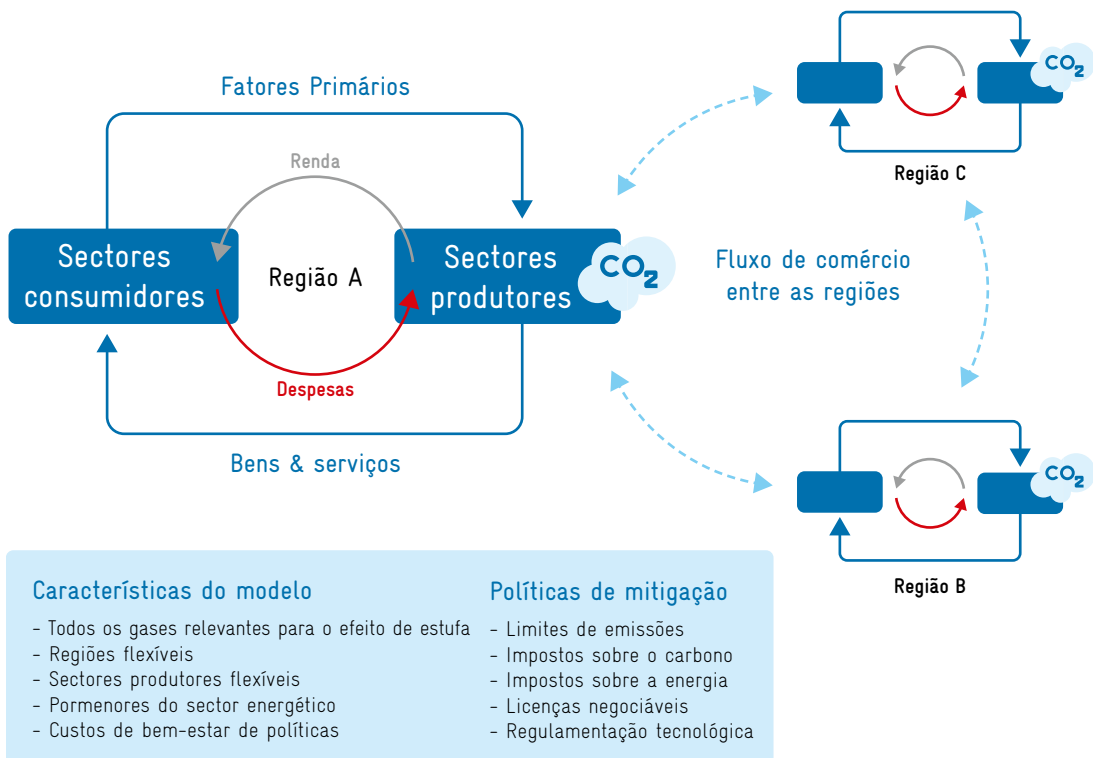 Fatores Primários
Renda
Sectores
consumidores
Região A
Sectores
produtores
CO2
Despesas
Bens & serviços
Fluxo de comércio
entre as regiões
CO2
Região C
CO2
Região B
Características do modelo
- Todos os gases relevantes para o efeito de estufa
- Regiões flexíveis
- Sectores produtores flexíveis
- Pormenores do sector energético
- Custos de bem-estar de políticas
Políticas de mitigação
- Limites de emissões
- Impostos sobre o carbono
- Impostos sobre a energia
- Licenças negociáveis
- Regulamentação tecnológica